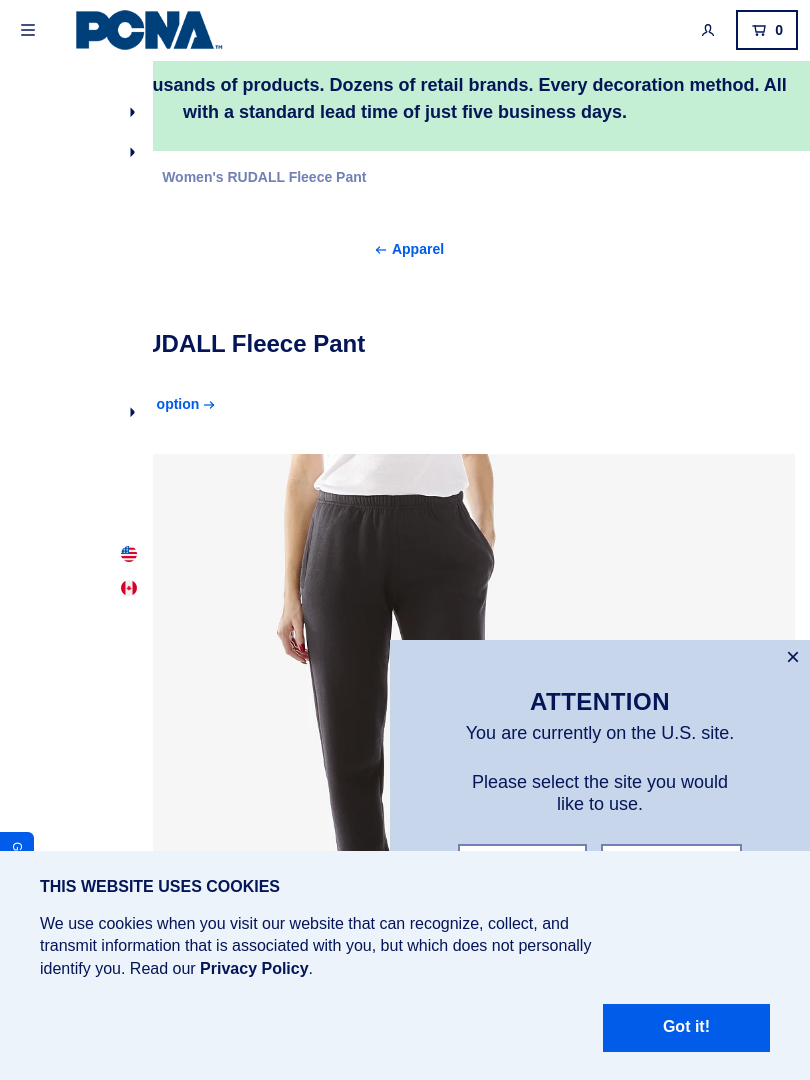 PCNA™
0
usands of products. Dozens of retail brands. Every decoration method. All
with a standard lead time of just five business days.
Women's RUDALL Fleece Pant
← Apparel
UDALL Fleece Pant
option →
ATTENTION
You are currently on the U.S. site.
Please select the site you would
like to use.
G
THIS WEBSITE USES COOKIES
We use cookies when you visit our website that can recognize, collect, and
transmit information that is associated with you, but which does not personally
identify you. Read our Privacy Policy.
Got it!